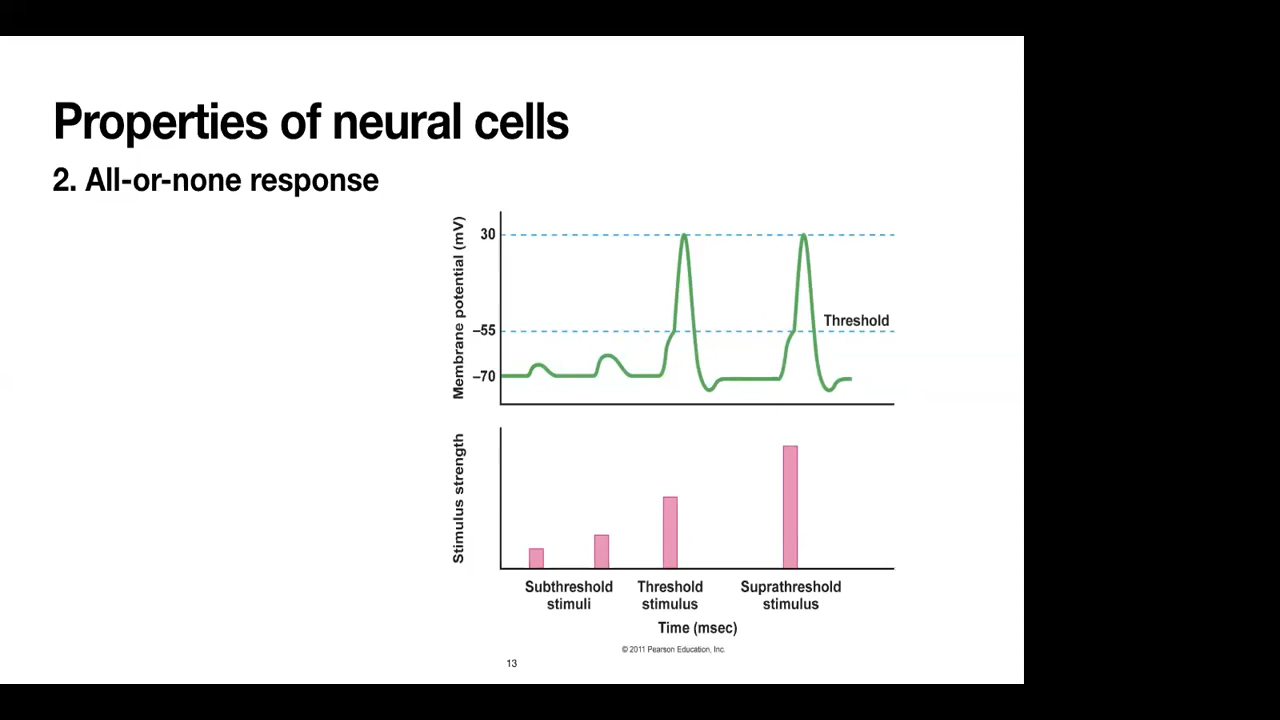 Properties of neural cells
2. All-or-none response
Membrane potential (mV)
30
–55
–70
Threshold
Stimulus strength
Subthreshold
stimuli
Threshold
stimulus
Suprathreshold
stimulus
Time (msec)
© 2011 Pearson Education, Inc.
13